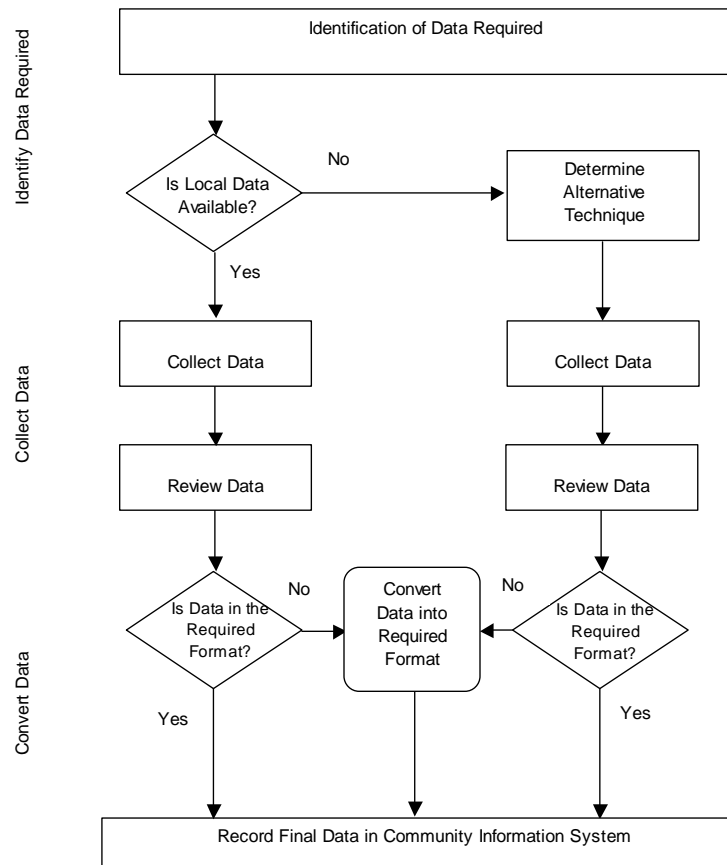 Identification of Data Required
Identify Data Required
Is Local Data
Available?
No
Determine
Alternative
Technique
Yes
Collect Data
Collect Data
Collect Data
Review Data
Review Data
Is Data in the
Required
Format?
No
Convert
Data into
Required
Format
No
Is Data in the
Required
Format?
Convert Data
Yes
Yes
Record Final Data in Community Information System